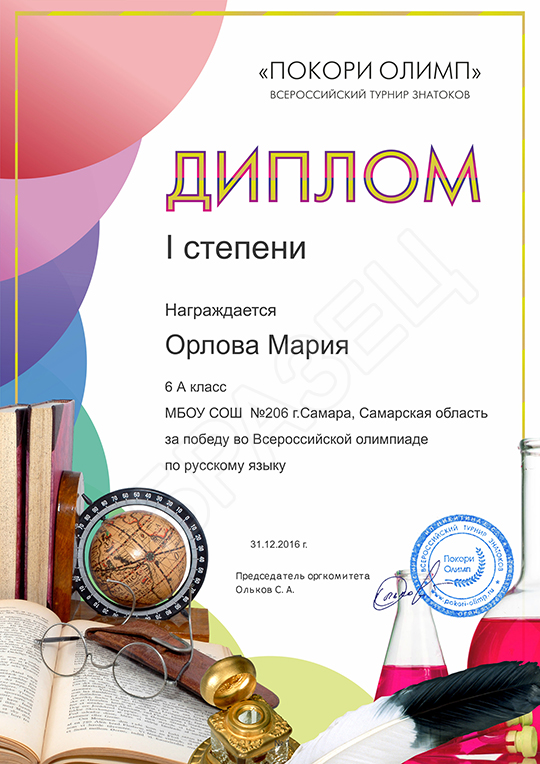 «ПОКОРИ ОЛИМП»
ВСЕРОССИЙСКИЙ ТУРНИР ЗНАТОКОВ
ДИПЛОМ
I степени
Награждается
Орлова Мария
6 А класс
МБОУ СОШ №206 г.Самара, Самарская область
за победу во Всероссийской олимпиаде
по русскому языку
ОБРАЗЕЦ
31.12.2016 г.
Председатель оргкомитета
Ольков С. А.
ВСЕРОССИЙСКИЙ ТУРНИР ЗНАТОКОВ
Покори
Олимп
www.pokori-olimp.ru